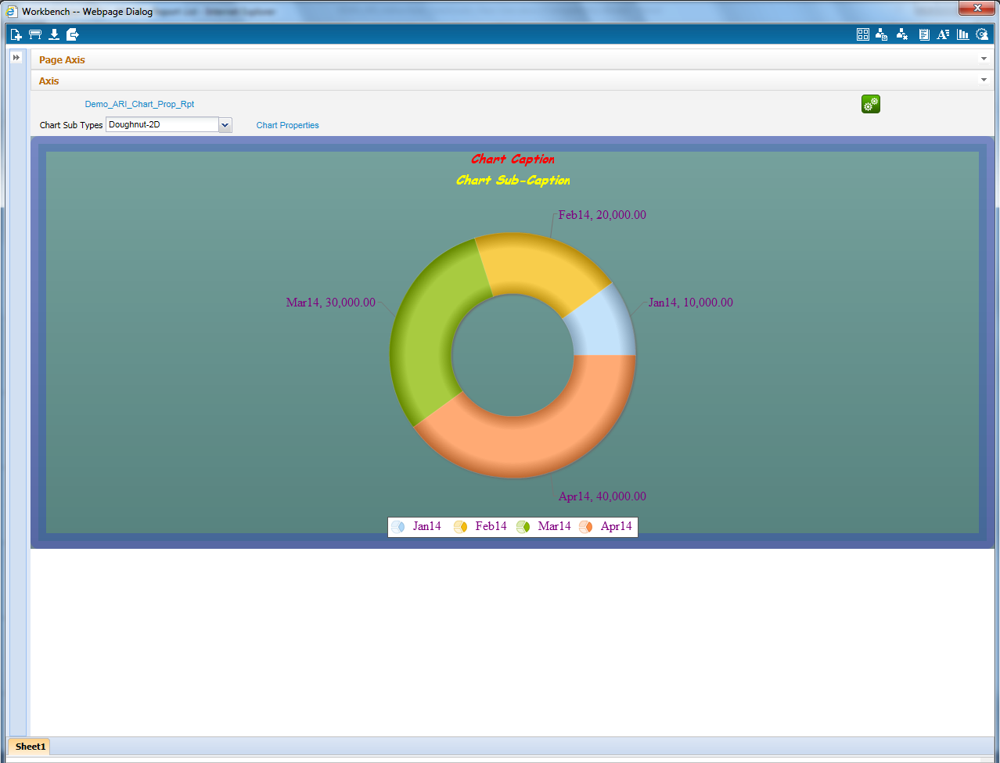 Workbench -- Webpage Dialog
Page Axis
Axis
Demo_ARI_Chart_Prop_Rpt
Chart Sub Types Doughnut-2D Chart Properties
Chart Caption
Chart Sub-Caption
Feb14, 20,000.00
Mar14, 30,000.00 Jan14, 10,000.00
Apr14, 40,000.00
Jan14 Feb14 Mar14 Apr14
Sheet1